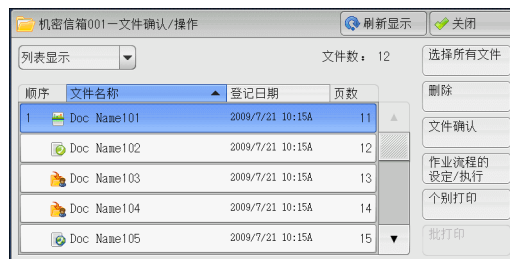 机密信箱001—文件确认/操作
刷新显示
关闭
列表显示
文件数： 12
选择所有文件
顺序 文件名称 登记日期 页数
删除
1 Doc Name101 2009/7/21 10:15A 11
文件确认
Doc Name102 2009/7/21 10:15A 12
作业流程的
设定/执行
Doc Name103 2009/7/21 10:15A 13
个别打印
Doc Name104 2009/7/21 10:15A 14
批打印
Doc Name105 2009/7/21 10:15A 15